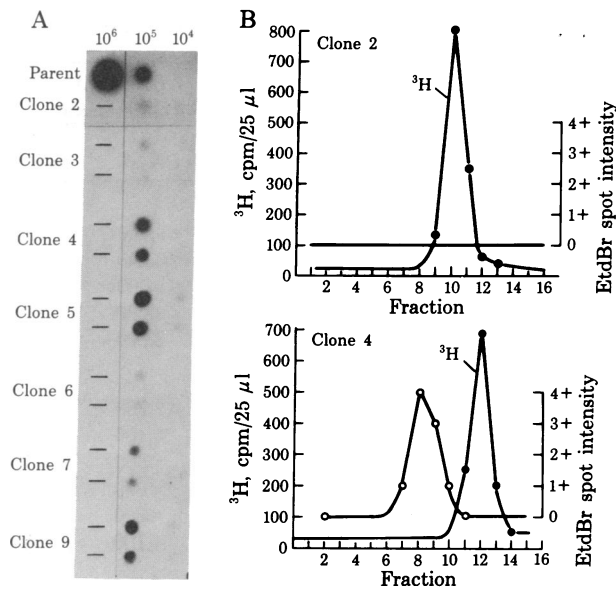 A
10⁶ 10⁵ 10⁴
Parent
Clone 2
Clone 3
Clone 4
Clone 5
Clone 6
Clone 7
Clone 9
B
Clone 2
³H
³H, cpm/25 μl
800
700
600
500
400
300
200
100
0
EtdBr spot intensity
4+
3+
2+
1+
0
2 4 6 8 10 12 14 16
Fraction
Clone 4
³H
³H, cpm/25 μl
700
600
500
400
300
200
100
0
EtdBr spot intensity
4+
3+
2+
1+
0
2 4 6 8 10 12 14 16
Fraction